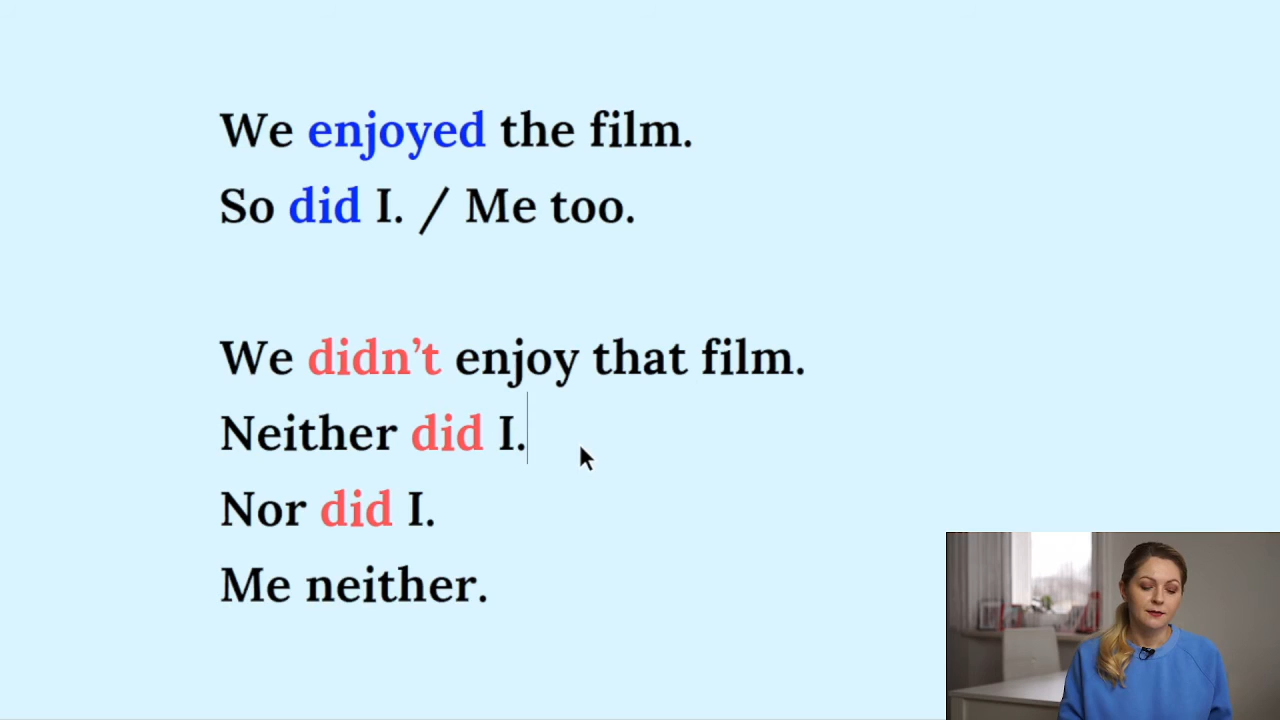 We enjoyed the film.
So did I. / Me too.
We didn’t enjoy that film.
Neither did I.
Nor did I.
Me neither.